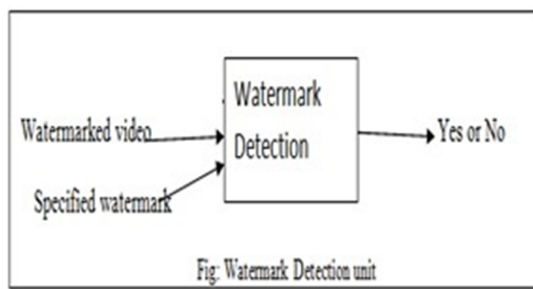 Watermark
Detection
Watermarked video
Yes or No
Specified watermark
Fig: Watermark Detection unit